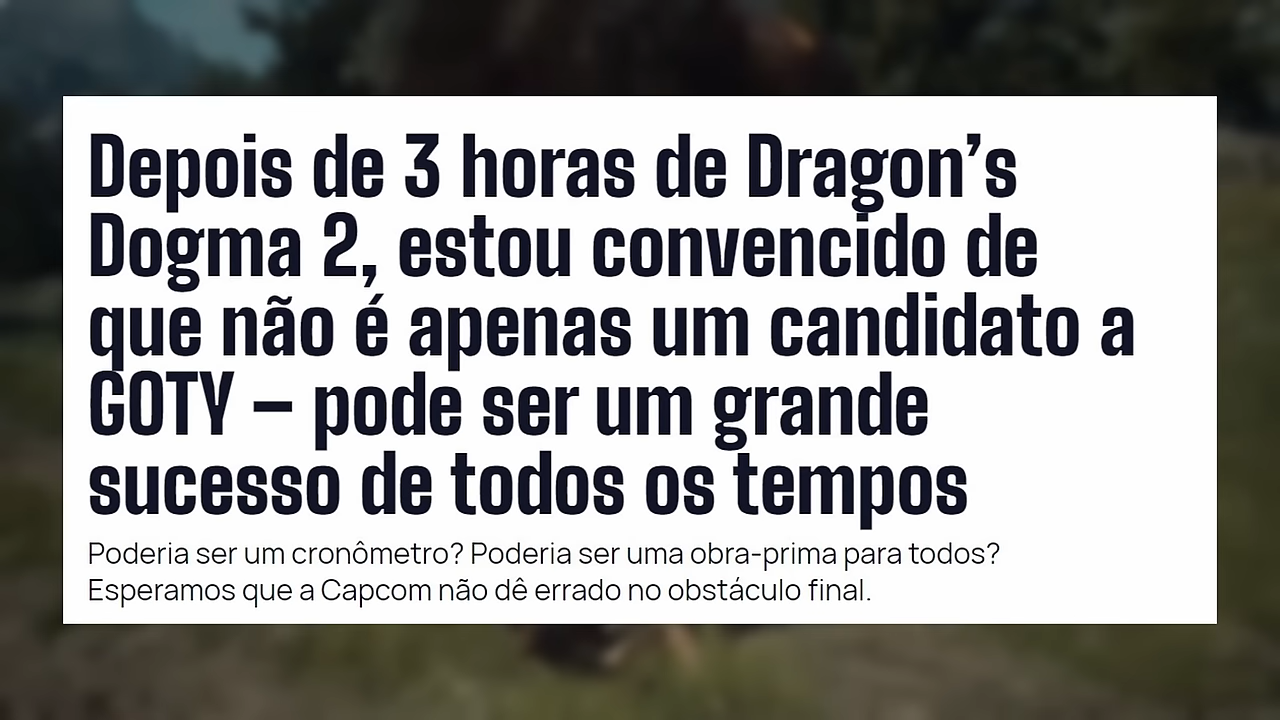 Depois de 3 horas de Dragon’s
Dogma 2, estou convencido de
que não é apenas um candidato a
GOTY – pode ser um grande
sucesso de todos os tempos
Poderia ser um cronômetro? Poderia ser uma obra-prima para todos?
Esperamos que a Capcom não dê errado no obstáculo final.